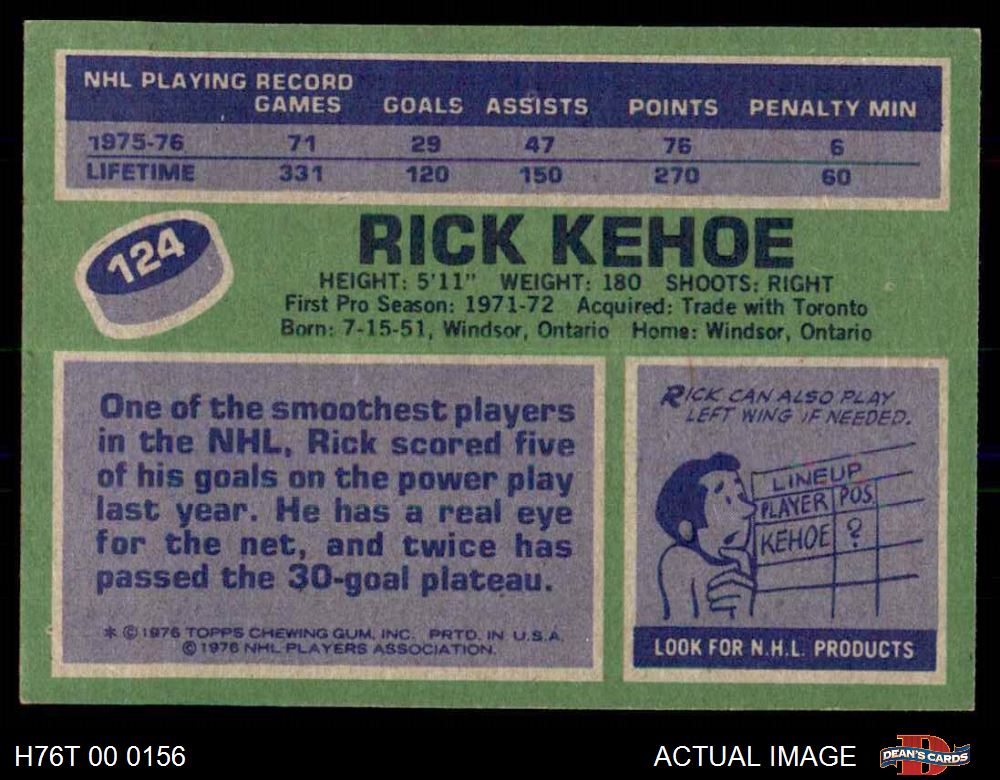 NHL PLAYING RECORD
GAMES GOALS ASSISTS POINTS PENALTY MIN
1975-76 71 29 47 76 6
LIFETIME 331 120 150 270 60
124
RICK KEHOE
HEIGHT: 5'11" WEIGHT: 180 SHOOTS: RIGHT
First Pro Season: 1971-72 Acquired: Trade with Toronto
Born: 7-15-51, Windsor, Ontario Home: Windsor, Ontario
One of the smoothest players
in the NHL, Rick scored five
of his goals on the power play
last year. He has a real eye
for the net, and twice has
passed the 30-goal plateau.
* © 1976 TOPPS CHEWING GUM, INC. PRTD. IN U.S.A.
© 1976 NHL PLAYERS ASSOCIATION.
RICK CAN ALSO PLAY
LEFT WING IF NEEDED.
LINEUP
PLAYER POS
KEHOE ?
LOOK FOR N.H.L. PRODUCTS
H76T 00 0156
ACTUAL IMAGE
DEAN'S CARDS